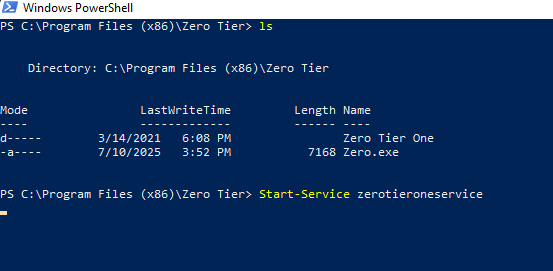 Windows PowerShell
PS C:\Program Files (x86)\Zero Tier> ls
Directory: C:\Program Files (x86)\Zero Tier
Mode                LastWriteTime         Length Name
----                -------------         ------ ----
d-----        3/14/2021   6:08 PM                Zero Tier One
-a----        7/10/2025   3:52 PM           7168 Zero.exe
PS C:\Program Files (x86)\Zero Tier> Start-Service zerotieroneservice